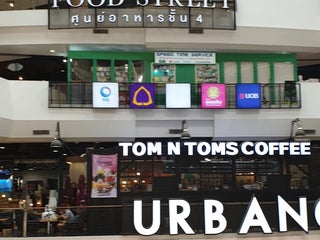 FOOD STREET
ศูนย์อาหารชั้น 4
SPEED TIME SERVICE
UOB
TOM N TOMS COFFEE
URBAN